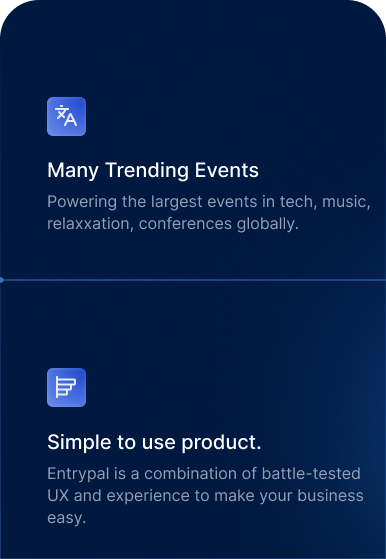 Many Trending Events
Powering the largest events in tech, music,
relaxxation, conferences globally.
Simple to use product.
Entrypal is a combination of battle-tested
UX and experience to make your business
easy.